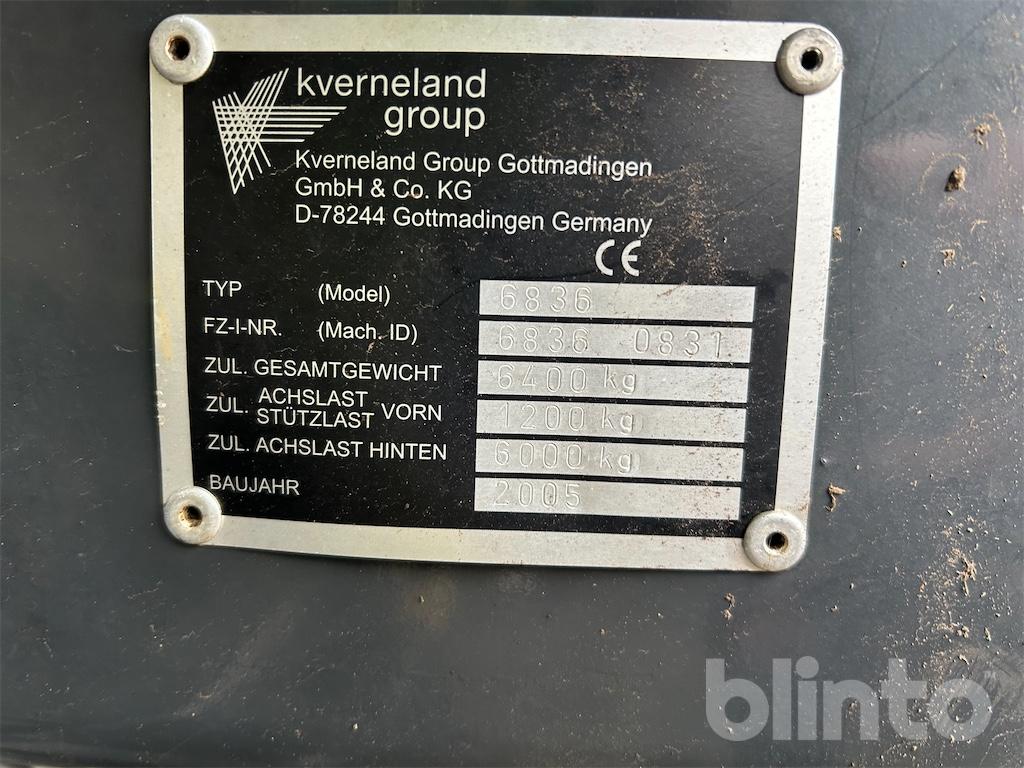 kverneland
group
Kverneland Group Gottmadingen
GmbH & Co. KG
D-78244 Gottmadingen Germany
CE
TYP (Model) 6836
FZ-I-NR. (Mach. ID) 6836 0831
ZUL. GESAMTGEWICHT 6400 kg
ZUL. ACHSLAST VORN 1200 kg
STÜTZLAST
ZUL. ACHSLAST HINTEN 6000 kg
BAUJAHR 2005
blinto